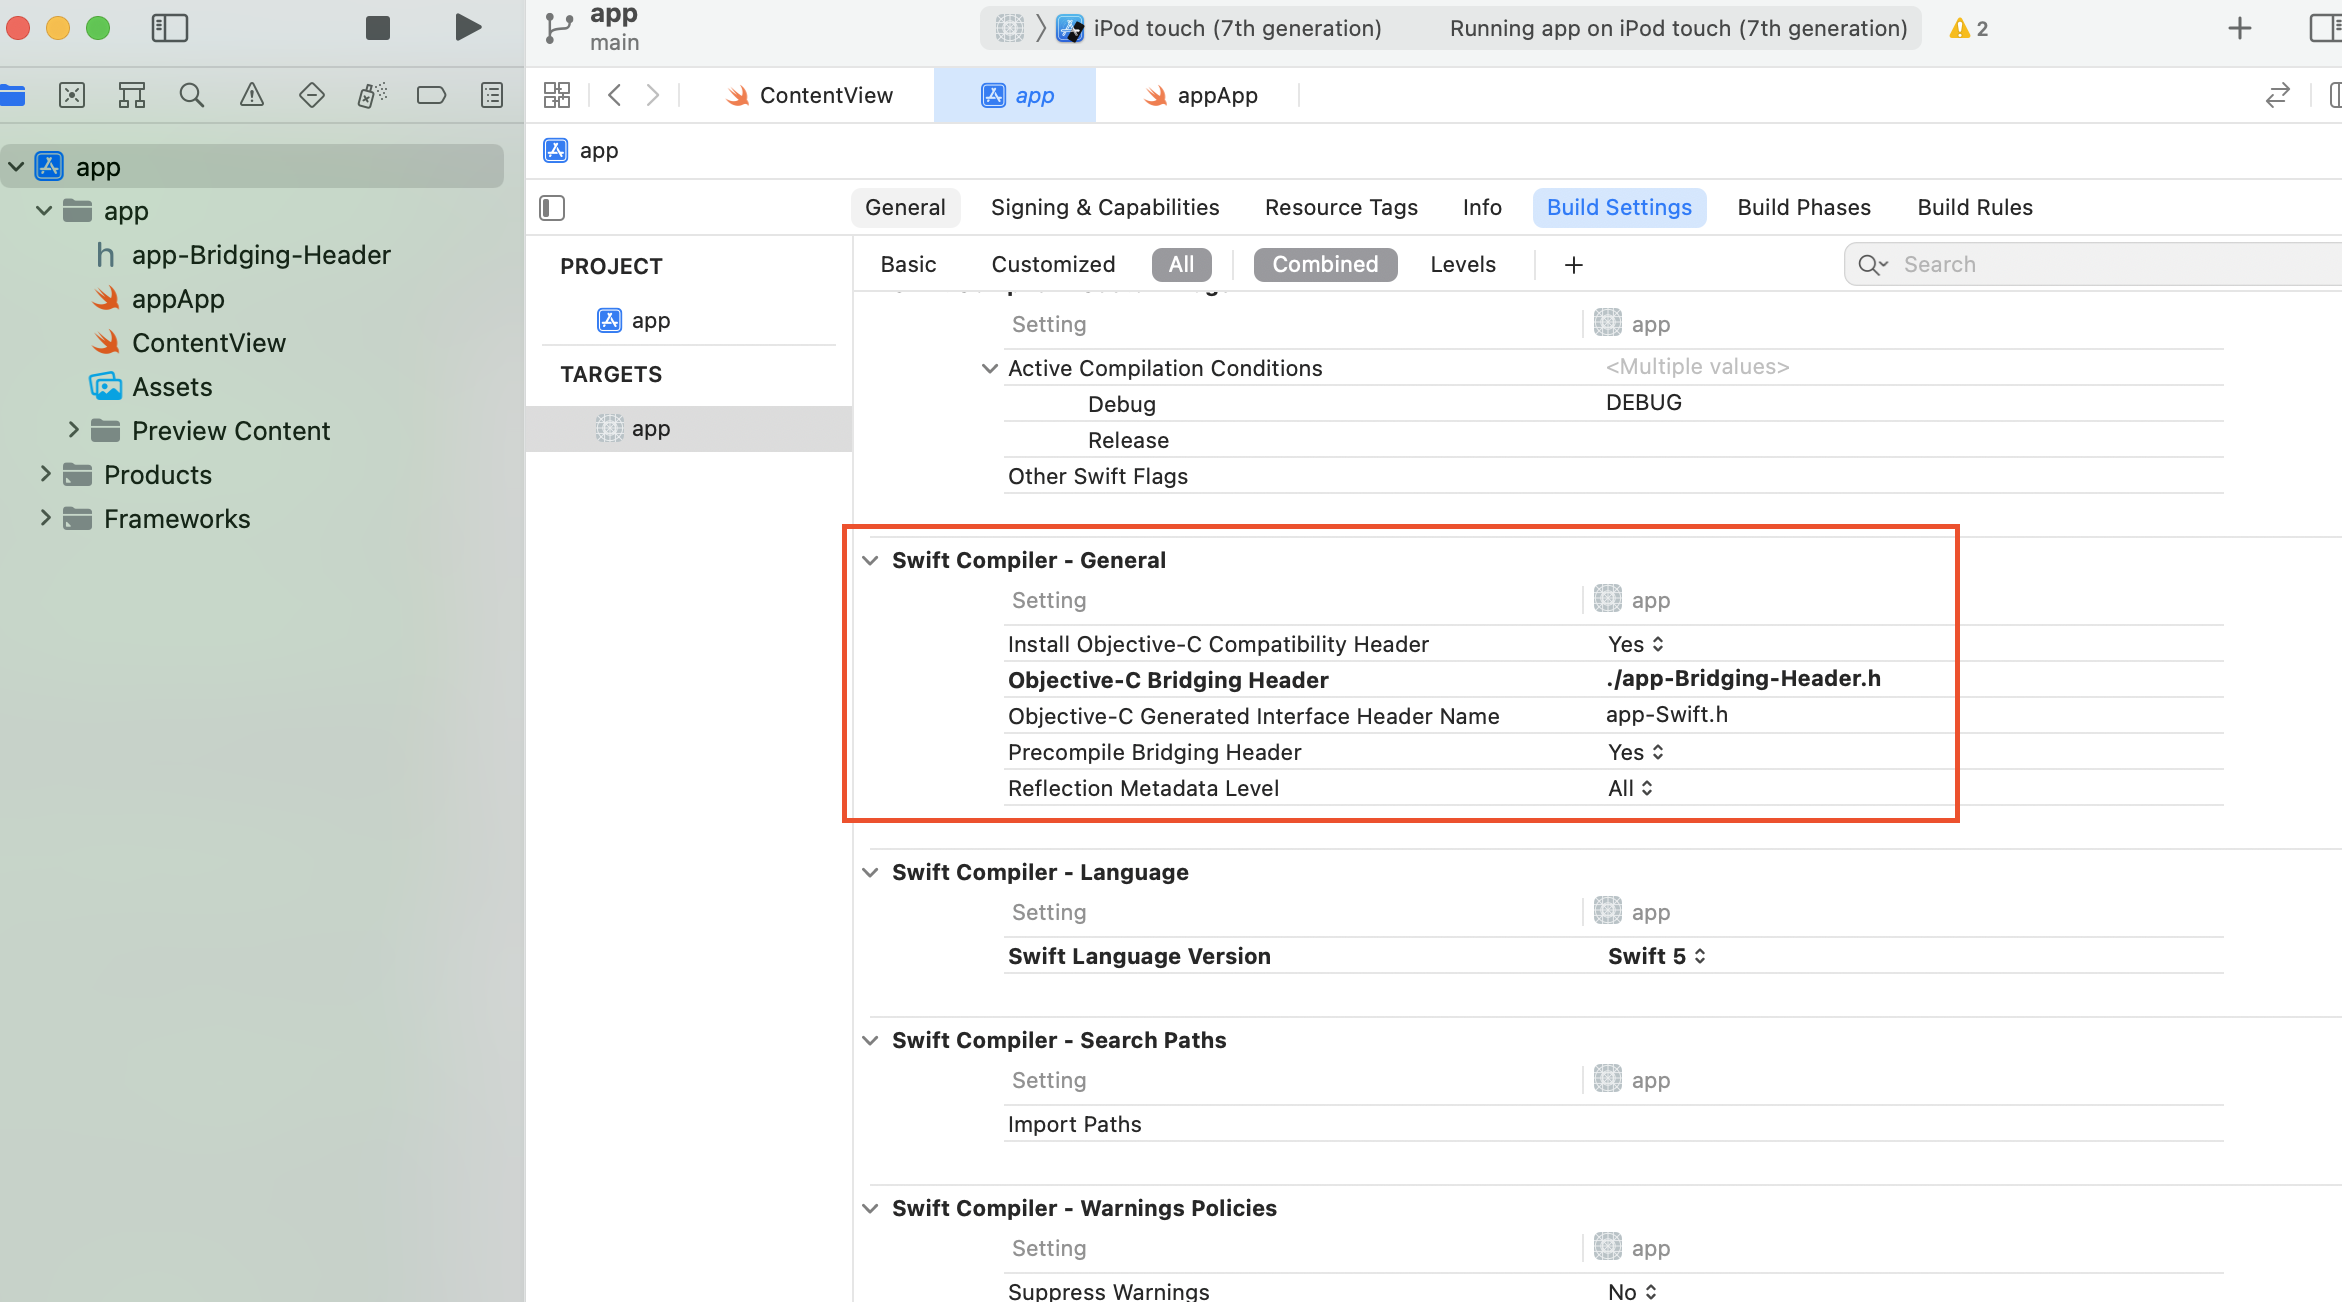 app
main
iPod touch (7th generation)
Running app on iPod touch (7th generation)
2
ContentView
app
appApp
app
app
app-Bridging-Header
appApp
ContentView
Assets
Preview Content
Products
Frameworks
app
General
Signing & Capabilities
Resource Tags
Info
Build Settings
Build Phases
Build Rules
PROJECT
app
TARGETS
app
Basic
Customized
All
Combined
Levels
Search
Setting
app
Active Compilation Conditions
<Multiple values>
Debug
DEBUG
Release
Other Swift Flags
Swift Compiler - General
Setting
app
Install Objective-C Compatibility Header
Yes
Objective-C Bridging Header
./app-Bridging-Header.h
Objective-C Generated Interface Header Name
app-Swift.h
Precompile Bridging Header
Yes
Reflection Metadata Level
All
Swift Compiler - Language
Setting
app
Swift Language Version
Swift 5
Swift Compiler - Search Paths
Setting
app
Import Paths
Swift Compiler - Warnings Policies
Setting
app
Suppress Warnings
No